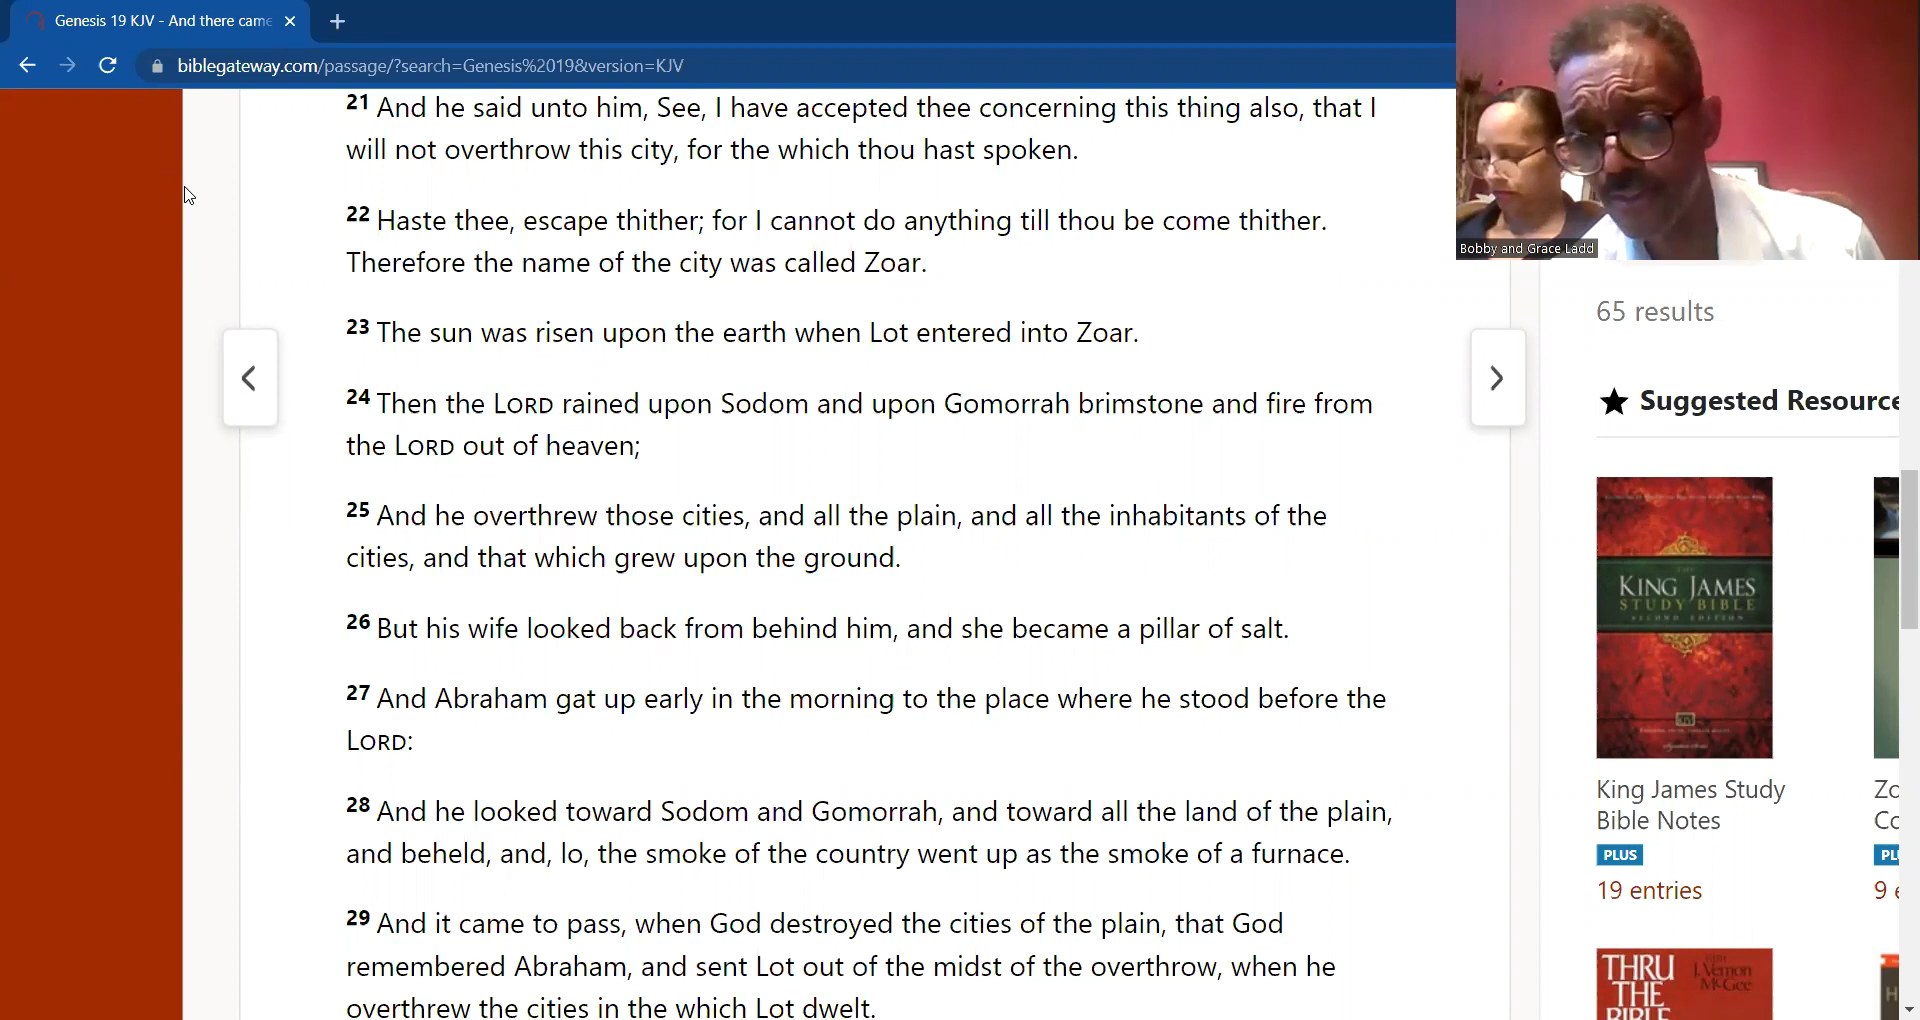 Genesis 19 KJV - And there came
biblegateway.com/passage/?search=Genesis%2019&version=KJV
Bobby and Grace Ladd
21 And he said unto him, See, I have accepted thee concerning this thing also, that I
will not overthrow this city, for the which thou hast spoken.
22 Haste thee, escape thither; for I cannot do anything till thou be come thither.
Therefore the name of the city was called Zoar.
23 The sun was risen upon the earth when Lot entered into Zoar.
24 Then the LORD rained upon Sodom and upon Gomorrah brimstone and fire from
the LORD out of heaven;
25 And he overthrew those cities, and all the plain, and all the inhabitants of the
cities, and that which grew upon the ground.
26 But his wife looked back from behind him, and she became a pillar of salt.
27 And Abraham gat up early in the morning to the place where he stood before the
LORD:
28 And he looked toward Sodom and Gomorrah, and toward all the land of the plain,
and beheld, and, lo, the smoke of the country went up as the smoke of a furnace.
29 And it came to pass, when God destroyed the cities of the plain, that God
remembered Abraham, and sent Lot out of the midst of the overthrow, when he
overthrew the cities in the which Lot dwelt.
65 results
Suggested Resource
THE
KING JAMES
STUDY BIBLE
SECOND EDITION
KJV
King James Study
Bible Notes
PLUS
19 entries
Zo
Co
PL
9 e
THRU
THE
BIBLE
with
J. Vernon
McGee
H